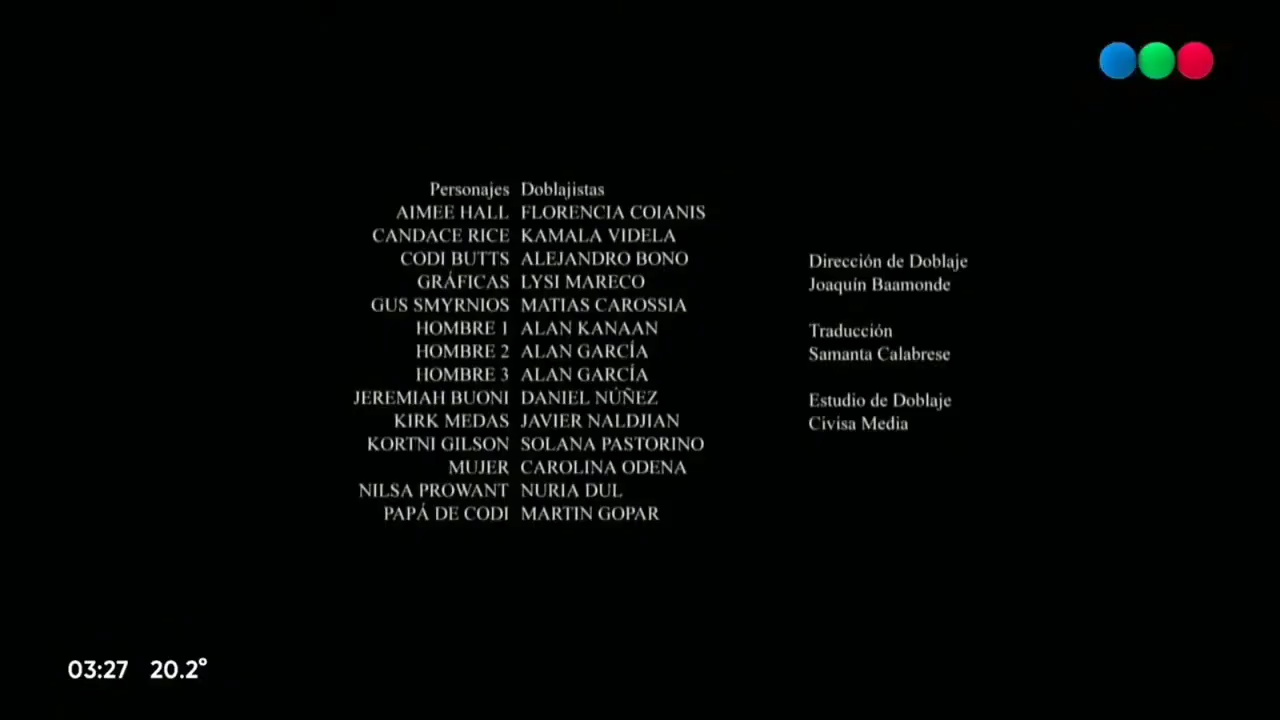 Personajes Doblajistas
AIMEE HALL FLORENCIA COIANIS
CANDACE RICE KAMALA VIDELA
CODI BUTTS ALEJANDRO BONO
GRÁFICAS LYSI MARECO
GUS SMYRNIOS MATIAS CAROSSIA
HOMBRE 1 ALAN KANAAN
HOMBRE 2 ALAN GARCÍA
HOMBRE 3 ALAN GARCÍA
JEREMIAH BUONI DANIEL NÚÑEZ
KIRK MEDAS JAVIER NALDJIAN
KORTNI GILSON SOLANA PASTORINO
MUJER CAROLINA ODENA
NILSA PROWANT NURIA DUL
PAPÁ DE CODI MARTIN GOPAR
Dirección de Doblaje
Joaquín Baamonde
Traducción
Samanta Calabrese
Estudio de Doblaje
Civisa Media
03:27 20.2°